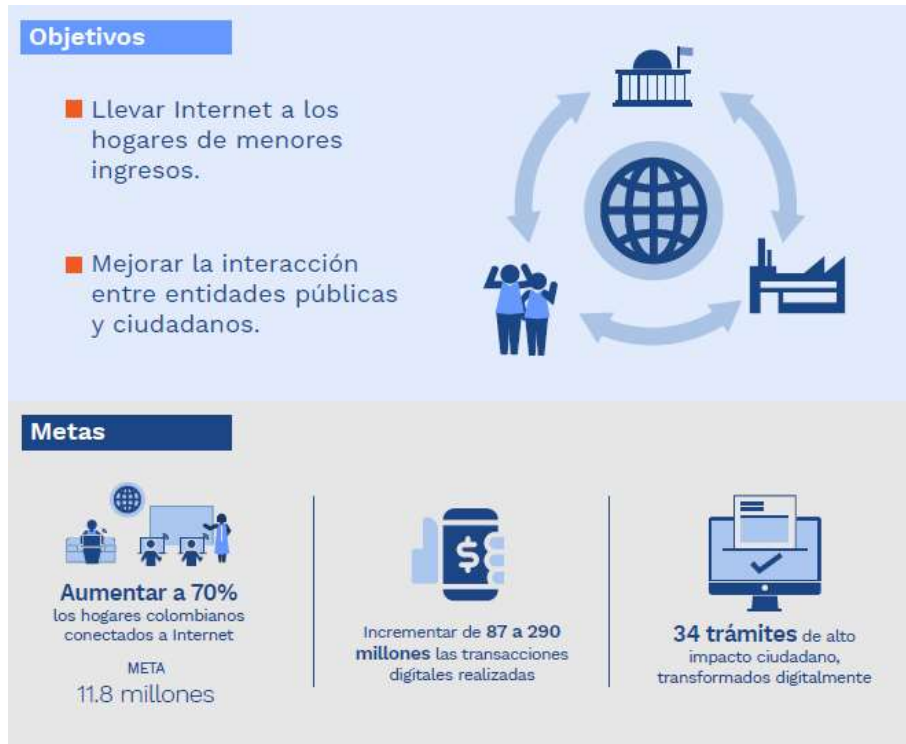 Objetivos
Llevar Internet a los
hogares de menores
ingresos.
Mejorar la interacción
entre entidades públicas
y ciudadanos.
Metas
Aumentar a 70%
los hogares colombianos
conectados a Internet
META
11.8 millones
$
Incrementar de 87 a 290
millones las transacciones
digitales realizadas
34 trámites de alto
impacto ciudadano,
transformados digitalmente